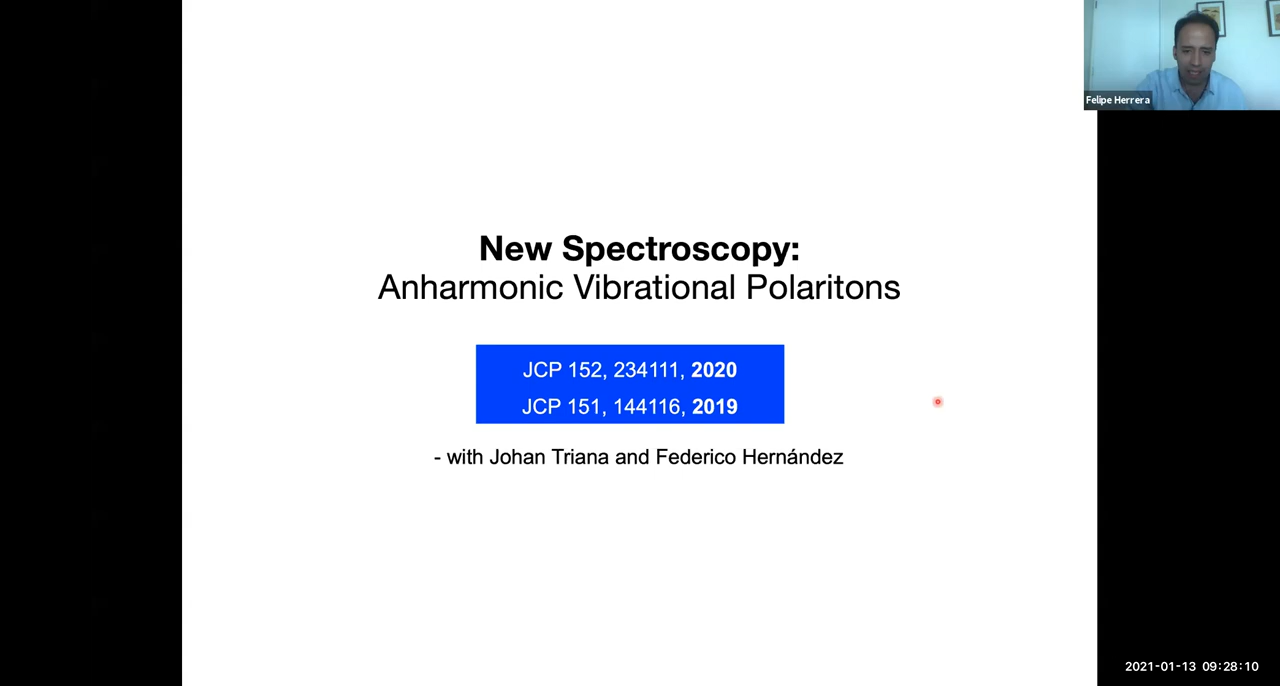 Felipe Herrera
New Spectroscopy:
Anharmonic Vibrational Polaritons
JCP 152, 234111, 2020
JCP 151, 144116, 2019
- with Johan Triana and Federico Hernández
2021-01-13 09:28:10